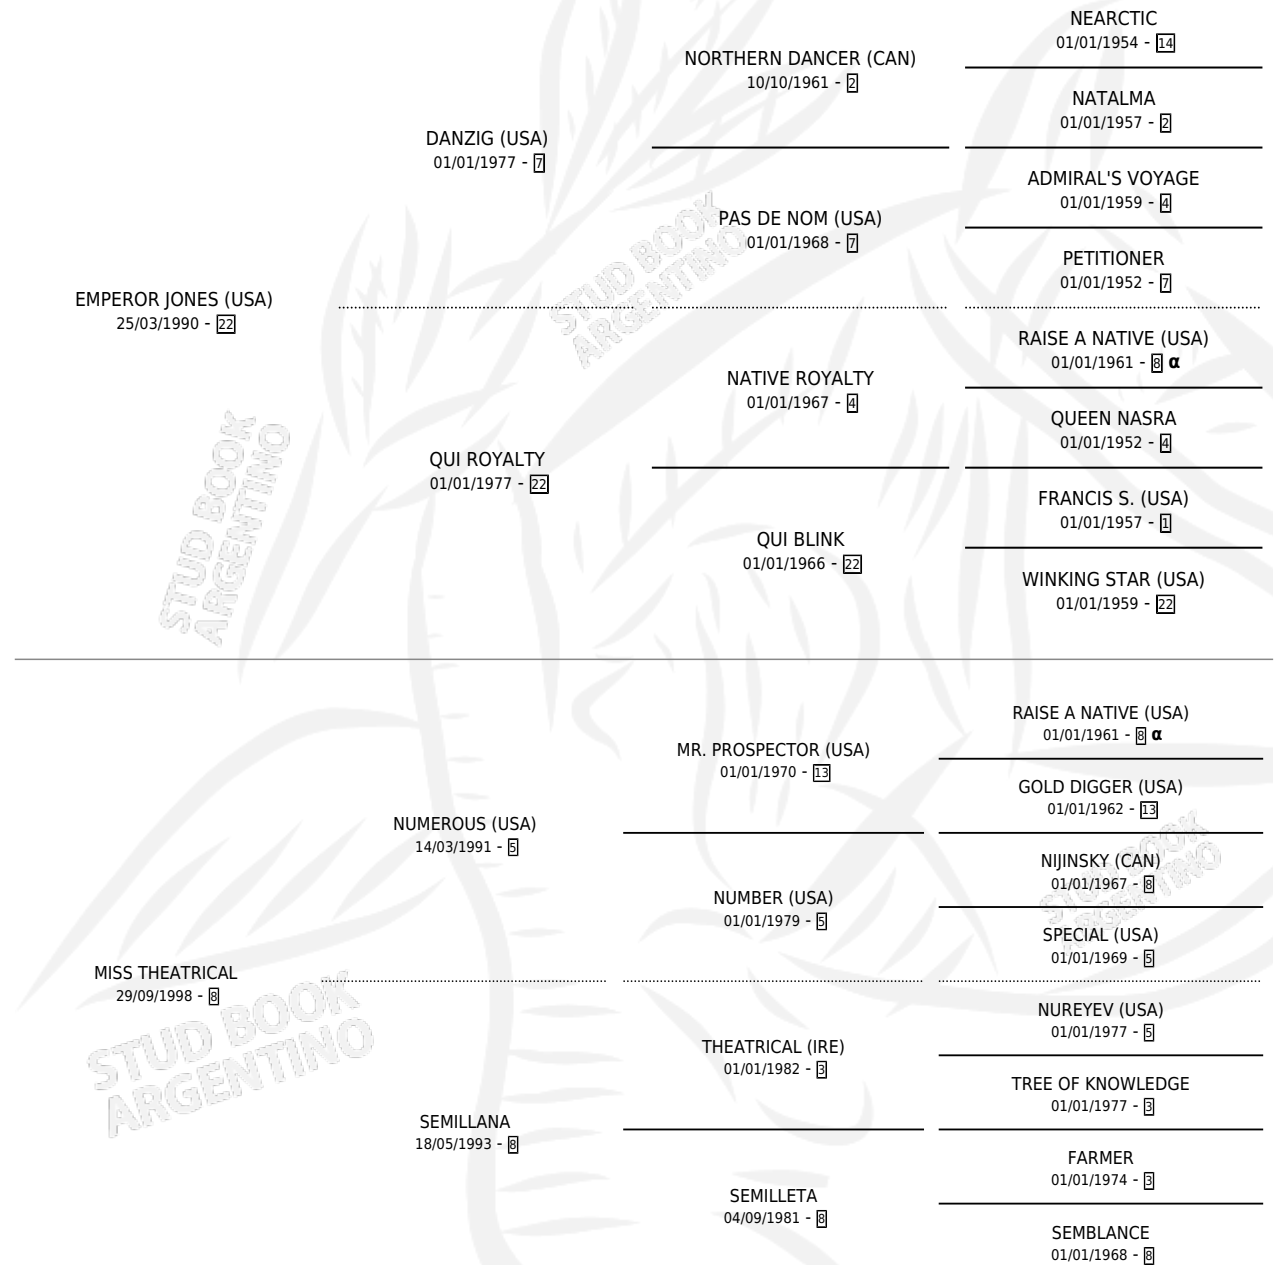 NEARCTIC
01/01/1954 - 14
NORTHERN DANCER (CAN)
10/10/1961 - 2
NATALMA
01/01/1957 - 2
DANZIG (USA)
01/01/1977 - 7
ADMIRAL'S VOYAGE
01/01/1959 - 4
PAS DE NOM (USA)
01/01/1968 - 7
PETITIONER
01/01/1952 - 7
STUD BOOK
ARGENTINO
EMPEROR JONES (USA)
25/03/1990 - 22
RAISE A NATIVE (USA)
01/01/1961 - 8 α
NATIVE ROYALTY
01/01/1967 - 4
QUEEN NASRA
01/01/1952 - 4
QUI ROYALTY
01/01/1977 - 22
FRANCIS S. (USA)
01/01/1957 - 1
QUI BLINK
01/01/1966 - 22
WINKING STAR (USA)
01/01/1959 - 22
STUD BOOK
ARGENTINO
RAISE A NATIVE (USA)
01/01/1961 - 8 α
MR. PROSPECTOR (USA)
01/01/1970 - 13
GOLD DIGGER (USA)
01/01/1962 - 13
NUMEROUS (USA)
14/03/1991 - 5
NIJINSKY (CAN)
01/01/1967 - 8
STUD BOOK
ARGENTINO
NUMBER (USA)
01/01/1979 - 5
SPECIAL (USA)
01/01/1969 - 5
MISS THEATRICAL
29/09/1998 - 8
STUD BOOK
ARGENTINO
NUREYEV (USA)
01/01/1977 - 5
THEATRICAL (IRE)
01/01/1982 - 3
TREE OF KNOWLEDGE
01/01/1977 - 3
SEMILLANA
18/05/1993 - 8
FARMER
01/01/1974 - 3
SEMILLETA
04/09/1981 - 8
SEMBLANCE
01/01/1968 - 8